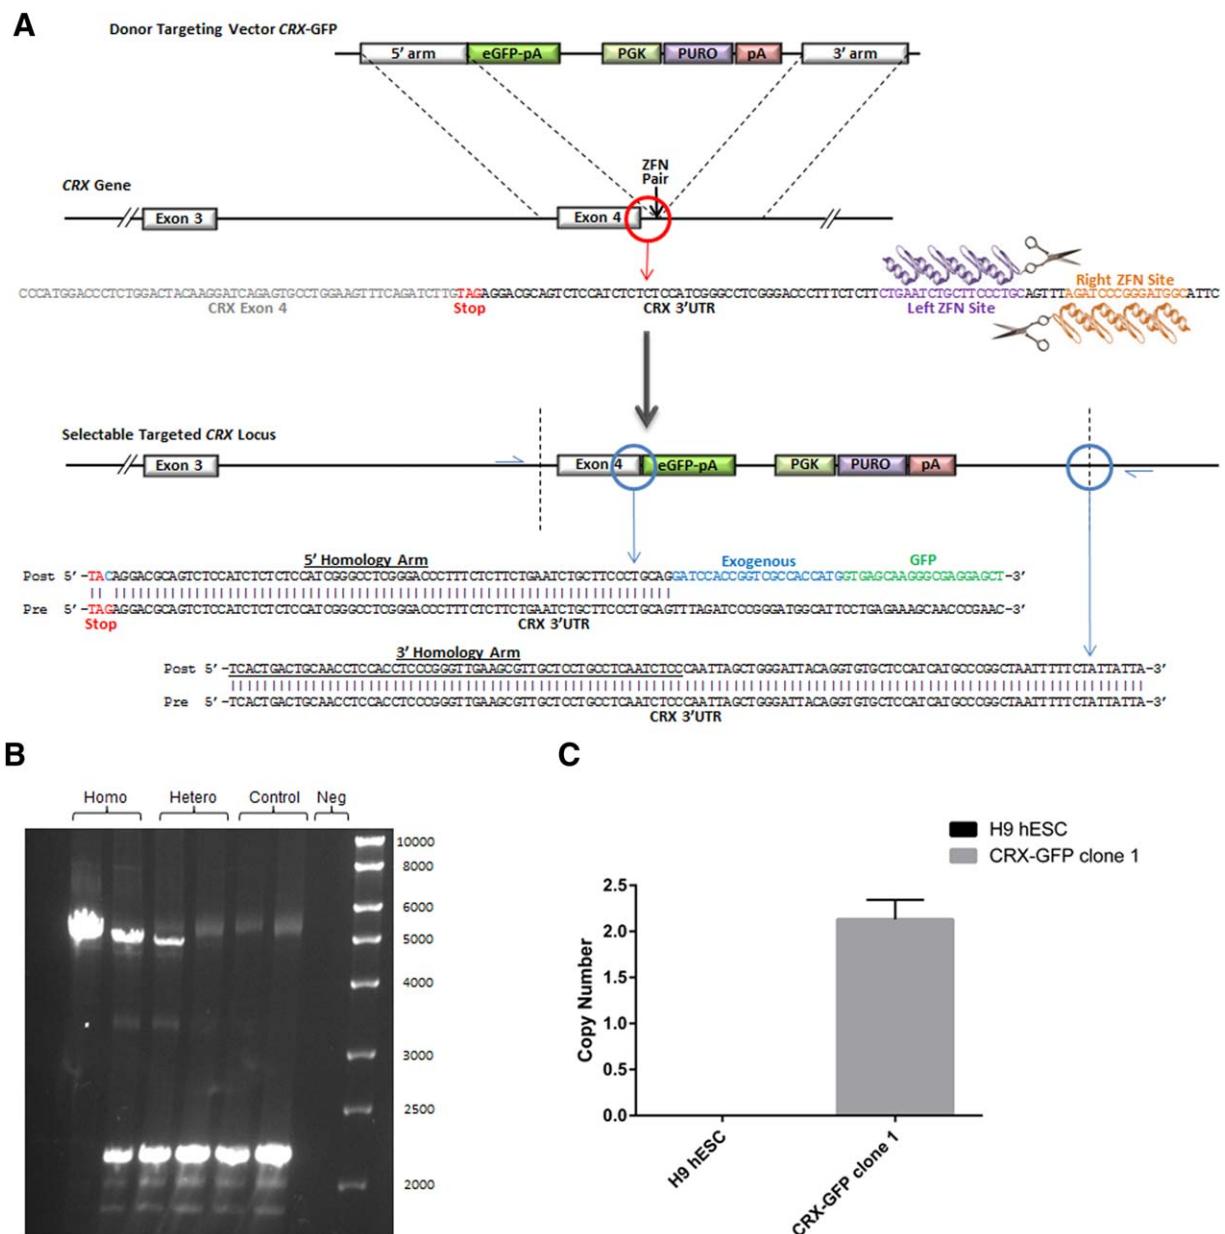 A
Donor Targeting Vector CRX-GFP
5' arm eGFP-pA PGK PURO pA 3' arm
ZFN
Pair
CRX Gene
Exon 3 Exon 4
Right ZFN Site
CCCATGGACCCTCTGGACTACAAGGATCAGAGTGCCTGGAAGTTTTAGATCTTGTAGAGGACGCAGTCTCCATCTCTCTCCATCGGGCCTCGGGACCCTTTCTCTTCTGAATCTGCTTCCCTGCAGTTTAGATCCCGGGATGGCATTC
CRX Exon 4 Stop CRX 3'UTR Left ZFN Site
Selectable Targeted CRX Locus
Exon 3 Exon 4 eGFP-pA PGK PURO pA
5' Homology Arm Exogenous GFP
Post 5'-TACAGGACGCAGTCTCCATCTCTCTCCATCGGGCCTCGGGACCCTTTCTCTTCTGAATCTGCTTCCCTGCAGGATCCACCGGTCGCCACCATGGTGAGCAAGGGCGAGGAGCT-3'
Pre 5'-TAGAGGACGCAGTCTCCATCTCTCTCCATCGGGCCTCGGGACCCTTTCTCTTCTGAATCTGCTTCCCTGCAGTTTAGATCCCGGGATGGCATTCCTGAGAAAGCAACCCGAAC-3'
Stop CRX 3'UTR
3' Homology Arm
Post 5'-TCACTGACTGCAACCTCCACCTCCCGGGTTGAAGCGTTGCTCCTGCCTCAATCTCCCAATTAGCTGGGATTACAGGTGTGCTCCATCATGCCCGGCTAATTTTTCTATTATTA-3'
Pre 5'-TCACTGACTGCAACCTCCACCTCCCGGGTTGAAGCGTTGCTCCTGCCTCAATCTCCCAATTAGCTGGGATTACAGGTGTGCTCCATCATGCCCGGCTAATTTTTCTATTATTA-3'
CRX 3'UTR
B
Homo Hetero Control Neg
10000
8000
6000
5000
4000
3000
2500
2000
C
H9 hESC
CRX-GFP clone 1
Copy Number
2.5
2.0
1.5
1.0
0.5
0.0
H9 hESC
CRX-GFP clone 1